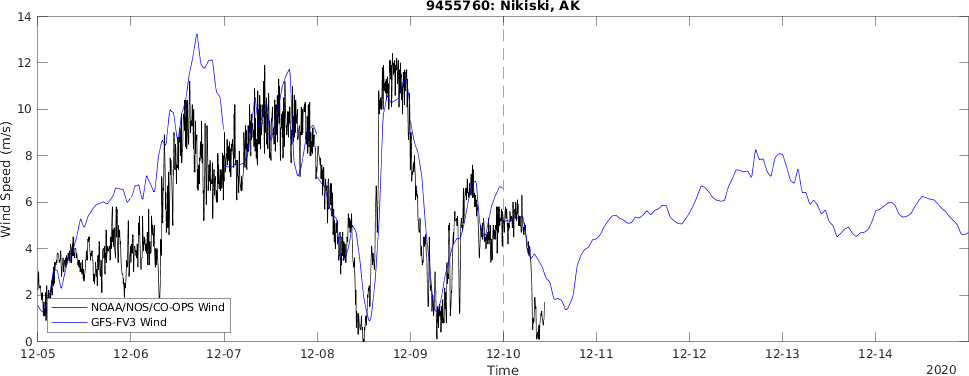 9455760: Nikiski, AK
14
12
10
8
6
4
2
0
Wind Speed (m/s)
NOAA/NOS/CO-OPS Wind
GFS-FV3 Wind
12-05 12-06 12-07 12-08 12-09 12-10 12-11 12-12 12-13 12-14
Time
2020